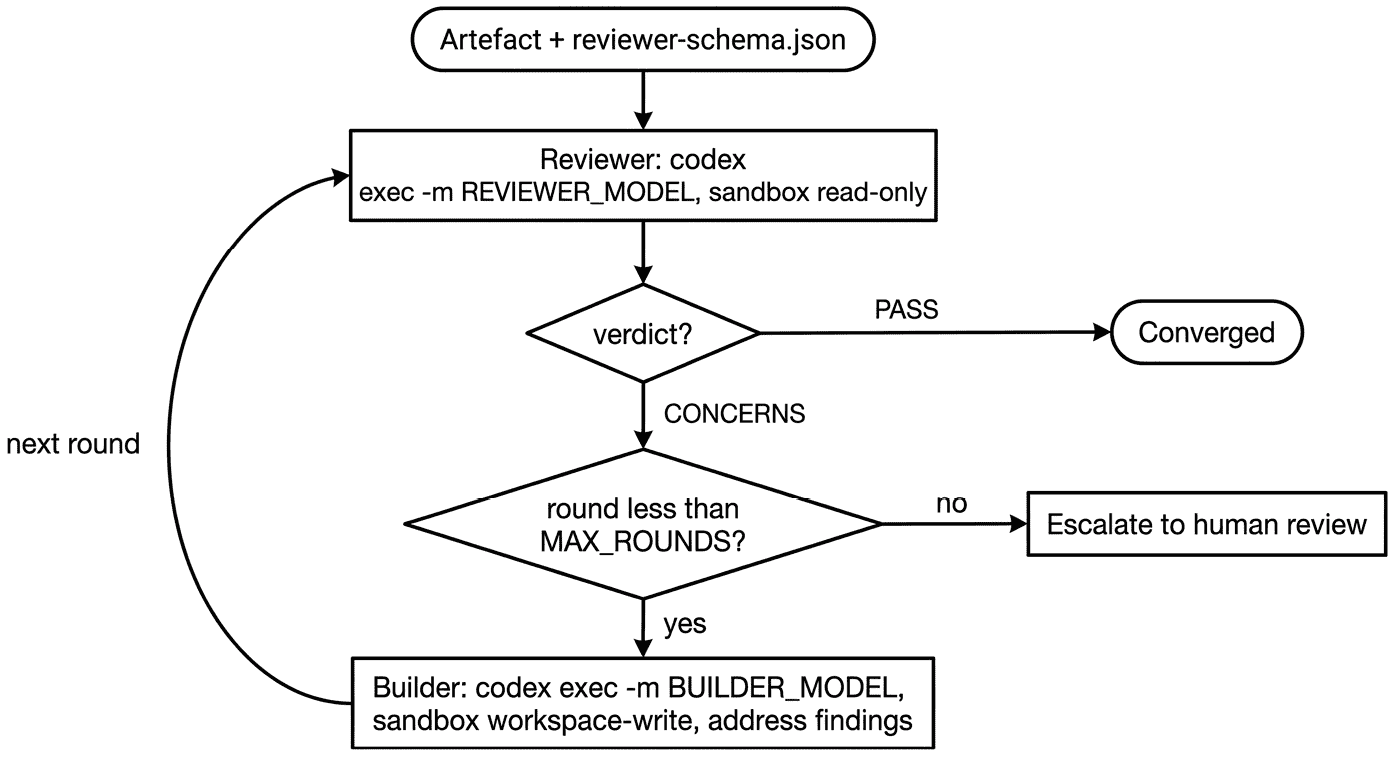 Artefact + reviewer-schema.json
Reviewer: codex
exec -m REVIEWER_MODEL, sandbox read-only
verdict?
PASS
Converged
CONCERNS
next round
round less than
MAX_ROUNDS?
no
Escalate to human review
yes
Builder: codex exec -m BUILDER_MODEL,
sandbox workspace-write, address findings